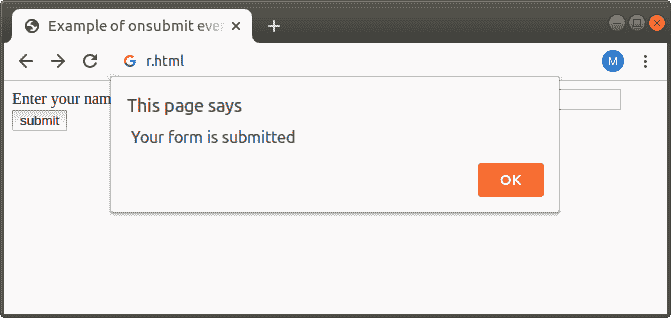 Example of onsubmit eve
r.html
M
Enter your nam
submit
This page says
Your form is submitted
OK